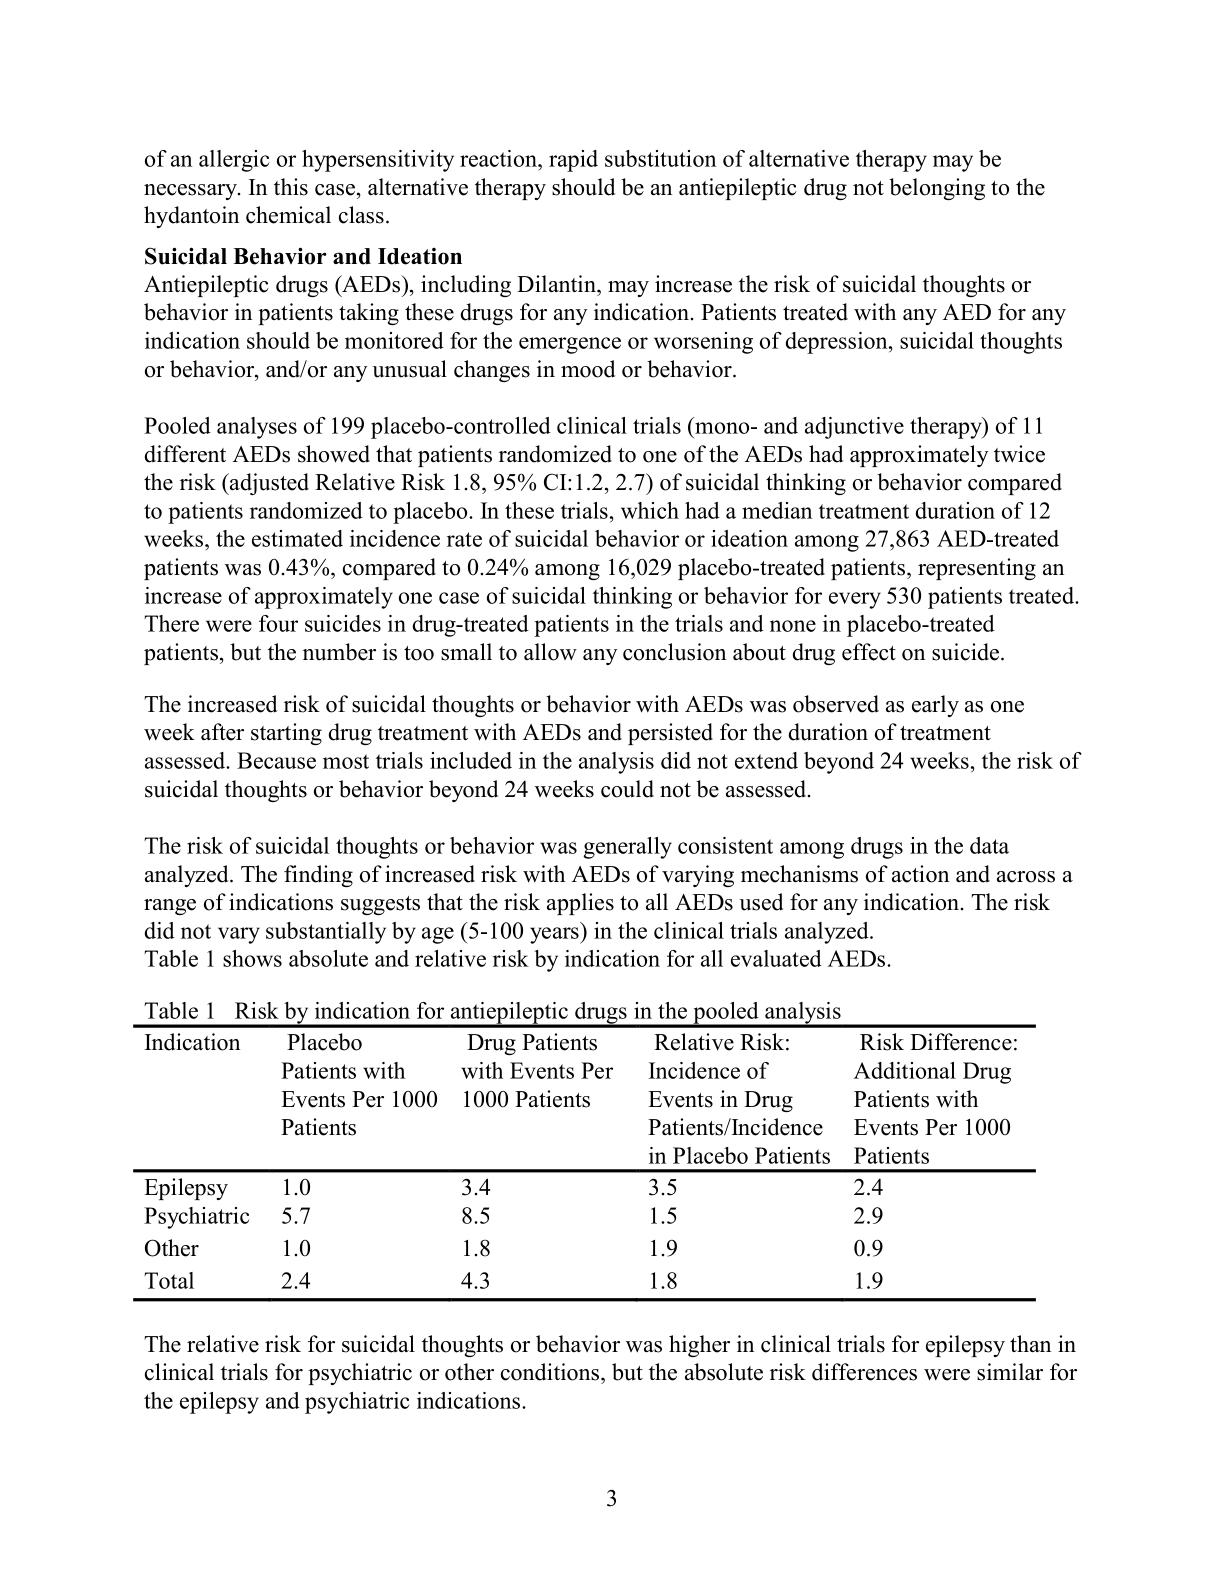 of an allergic or hypersensitivity reaction, rapid substitution of alternative therapy may be
necessary. In this case, alternative therapy should be an antiepileptic drug not belonging to the
hydantoin chemical class.
Suicidal Behavior and Ideation
Antiepileptic drugs (AEDs), including Dilantin, may increase the risk of suicidal thoughts or
behavior in patients taking these drugs for any indication. Patients treated with any AED for any
indication should be monitored for the emergence or worsening of depression, suicidal thoughts
or behavior, and/or any unusual changes in mood or behavior.
Pooled analyses of 199 placebo-controlled clinical trials (mono- and adjunctive therapy) of 11
different AEDs showed that patients randomized to one of the AEDs had approximately twice
the risk (adjusted Relative Risk 1.8, 95% CI:1.2, 2.7) of suicidal thinking or behavior compared
to patients randomized to placebo. In these trials, which had a median treatment duration of 12
weeks, the estimated incidence rate of suicidal behavior or ideation among 27,863 AED-treated
patients was 0.43%, compared to 0.24% among 16,029 placebo-treated patients, representing an
increase of approximately one case of suicidal thinking or behavior for every 530 patients treated.
There were four suicides in drug-treated patients in the trials and none in placebo-treated
patients, but the number is too small to allow any conclusion about drug effect on suicide.
The increased risk of suicidal thoughts or behavior with AEDs was observed as early as one
week after starting drug treatment with AEDs and persisted for the duration of treatment
assessed. Because most trials included in the analysis did not extend beyond 24 weeks, the risk of
suicidal thoughts or behavior beyond 24 weeks could not be assessed.
The risk of suicidal thoughts or behavior was generally consistent among drugs in the data
analyzed. The finding of increased risk with AEDs of varying mechanisms of action and across a
range of indications suggests that the risk applies to all AEDs used for any indication. The risk
did not vary substantially by age (5-100 years) in the clinical trials analyzed.
Table 1 shows absolute and relative risk by indication for all evaluated AEDs.
Table 1 Risk by indication for antiepileptic drugs in the pooled analysis
Indication Placebo Drug Patients Relative Risk: Risk Difference:
Patients with with Events Per Incidence of Additional Drug
Events Per 1000 1000 Patients Events in Drug Patients with
Patients Patients/Incidence Events Per 1000
in Placebo Patients Patients
Epilepsy 1.0 3.4 3.5 2.4
Psychiatric 5.7 8.5 1.5 2.9
Other 1.0 1.8 1.9 0.9
Total 2.4 4.3 1.8 1.9
The relative risk for suicidal thoughts or behavior was higher in clinical trials for epilepsy than in
clinical trials for psychiatric or other conditions, but the absolute risk differences were similar for
the epilepsy and psychiatric indications.
3